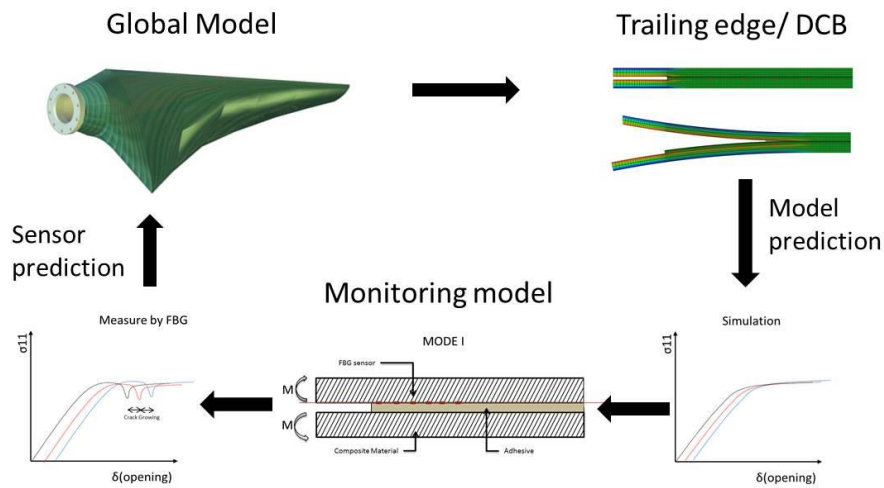 Global Model
Trailing edge/ DCB
Sensor
prediction
Model
prediction
Monitoring model
Measure by FBG
σ11
Crack Growing
δ(opening)
MODE I
FBG sensor
M
M
Composite Material
Adhesive
Simulation
σ11
δ(opening)